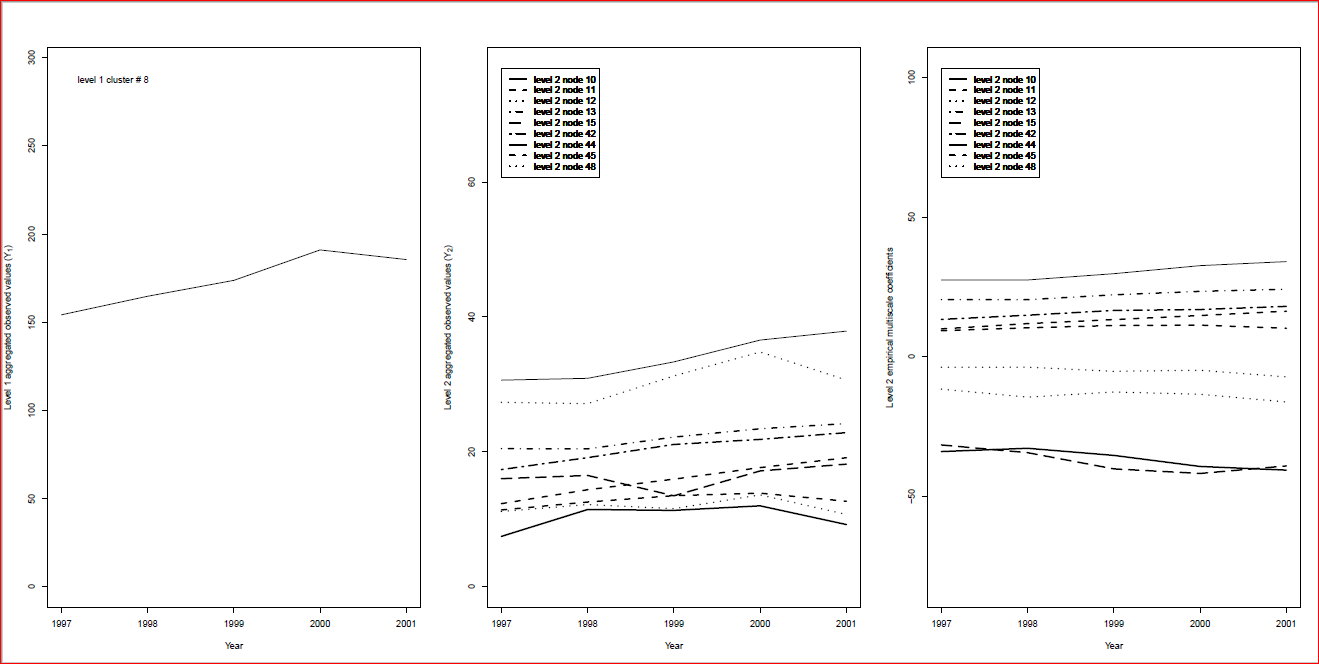 level 1 cluster # 8
300
250
200
150
100
50
0
Level 1 aggregated observed values (Y1)
1997 1998 1999 2000 2001
Year
level 2 node 10
level 2 node 11
level 2 node 12
level 2 node 13
level 2 node 15
level 2 node 42
level 2 node 44
level 2 node 45
level 2 node 48
60
40
20
0
Level 2 aggregated observed values (Y2)
1997 1998 1999 2000 2001
Year
level 2 node 10
level 2 node 11
level 2 node 12
level 2 node 13
level 2 node 15
level 2 node 42
level 2 node 44
level 2 node 45
level 2 node 48
100
50
0
−50
Level 2 empirical multiscale coefficients
1997 1998 1999 2000 2001
Year